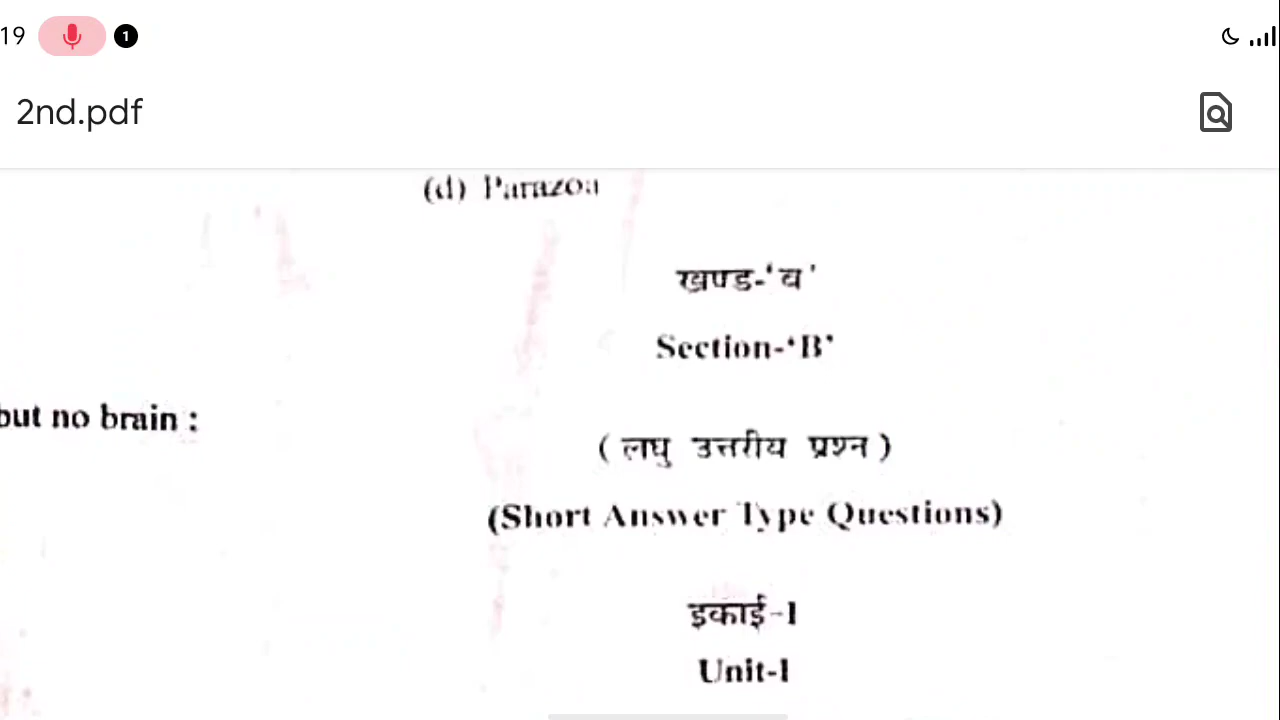 19 1
2nd.pdf
(d) Parazoa
खण्ड-‘व’
Section-‘B’
but no brain :
( लघु उत्तरीय प्रश्न )
(Short Answer Type Questions)
इकाई-I
Unit-I